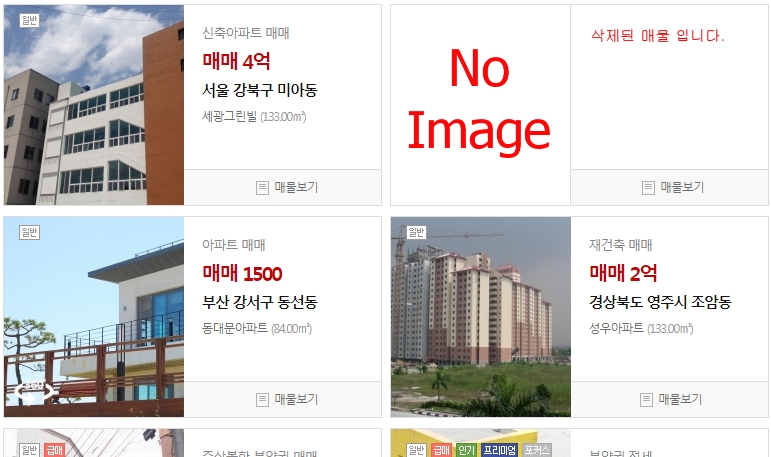 일반
신축아파트 매매
매매 4억
서울 강북구 미아동
세광그린빌 (133.00㎡)
매물보기
No
Image
삭제된 매물 입니다.
매물보기
일반
아파트 매매
매매 1500
부산 강서구 동선동
동대문아파트 (84.00㎡)
360
매물보기
일반
재건축 매매
매매 2억
경상북도 영주시 조암동
성우아파트 (133.00㎡)
매물보기
일반 급매
주상복합 분양권 매매
일반 급매 인기 프리미엄 포커스
분양권 전세